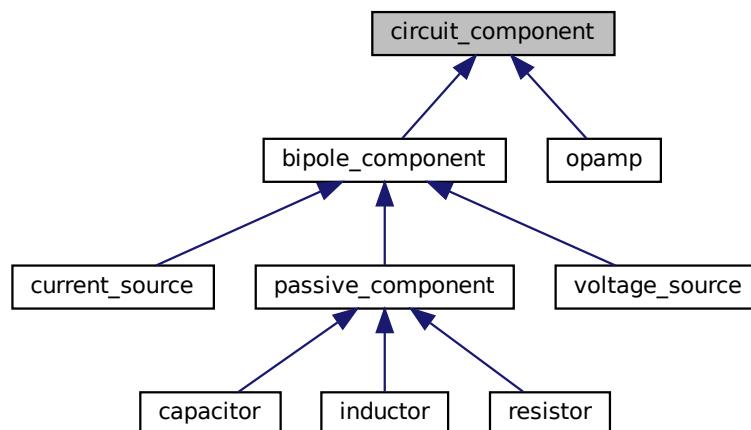 circuit_component
bipole_component
opamp
current_source
passive_component
voltage_source
capacitor
inductor
resistor